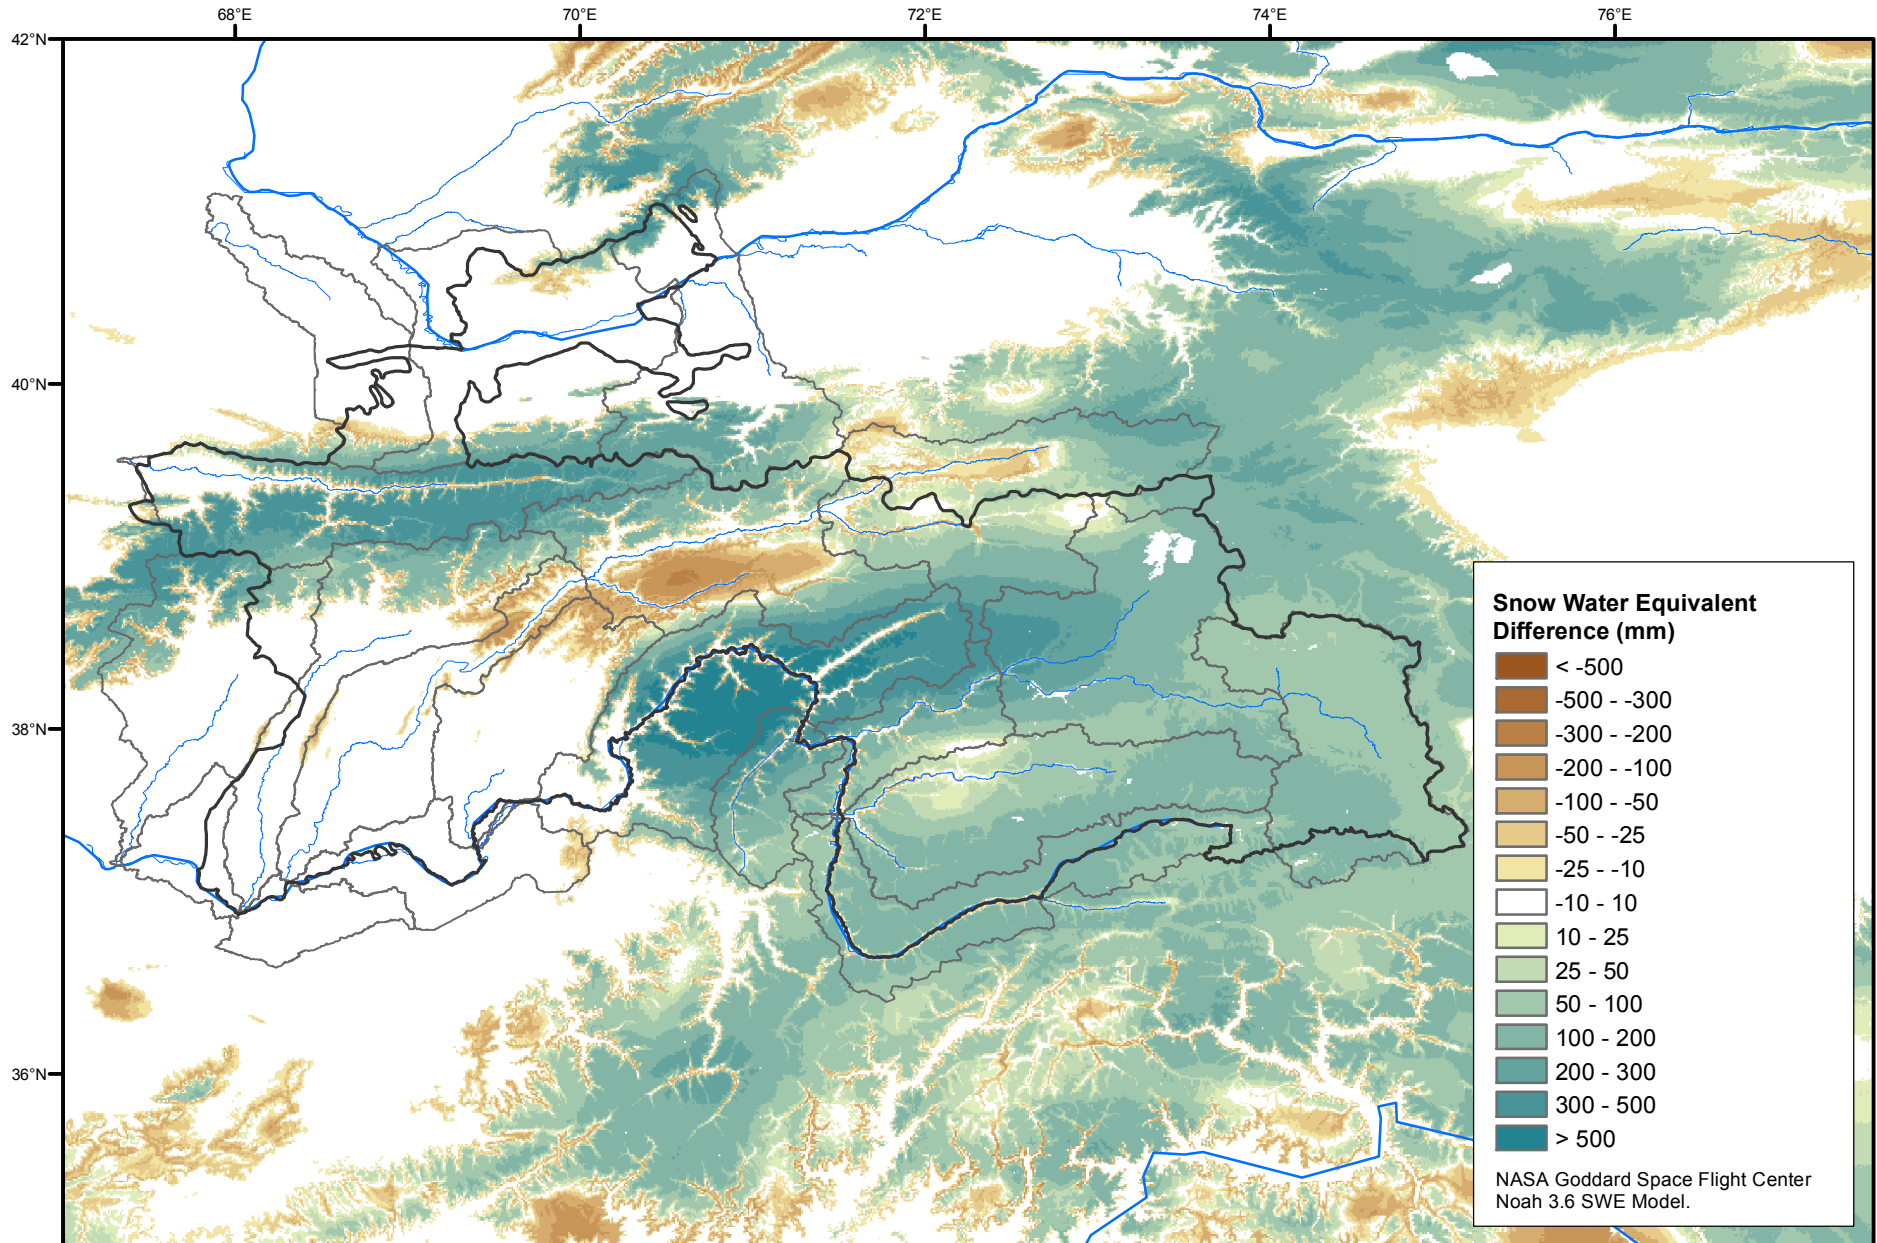 68°E
70°E
72°E
74°E
76°E
42°N
40°N
38°N
36°N
Snow Water Equivalent
Difference (mm)
< -500
-500 - -300
-300 - -200
-200 - -100
-100 - -50
-50 - -25
-25 - -10
-10 - 10
10 - 25
25 - 50
50 - 100
100 - 200
200 - 300
300 - 500
> 500
NASA Goddard Space Flight Center
Noah 3.6 SWE Model.